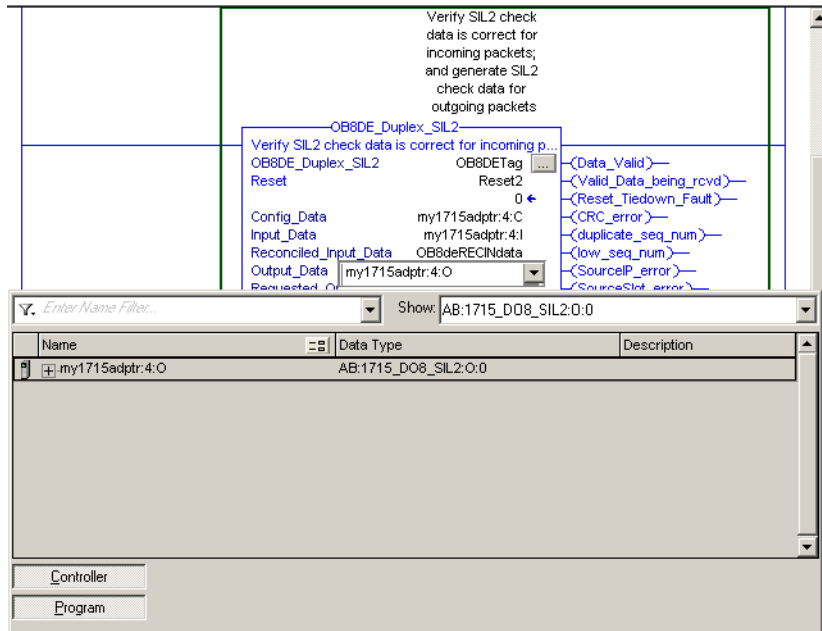 Verify SIL2 check
data is correct for
incoming packets;
and generate SIL2
check data for
outgoing packets
OB8DE_Duplex_SIL2
Verify SIL2 check data is correct for incoming p...
OB8DE_Duplex_SIL2 OB8DETag ... (Data_Valid)
Reset Reset2 (Valid_Data_being_rcvd)
0 (Reset_Tiedown_Fault)
Config_Data my1715adptr:4:C (CRC_error)
Input_Data my1715adptr:4:I (duplicate_seq_num)
Reconciled_Input_Data OB8deRECINdata (low_seq_num)
Output_Data my1715adptr:4:O (SourceIP_error)
(SourceSlot_error)
Enter Name Filter... Show: AB:1715_DO8_SIL2:O:0
Name Data Type Description
my1715adptr:4:O AB:1715_DO8_SIL2:O:0
Controller
Program